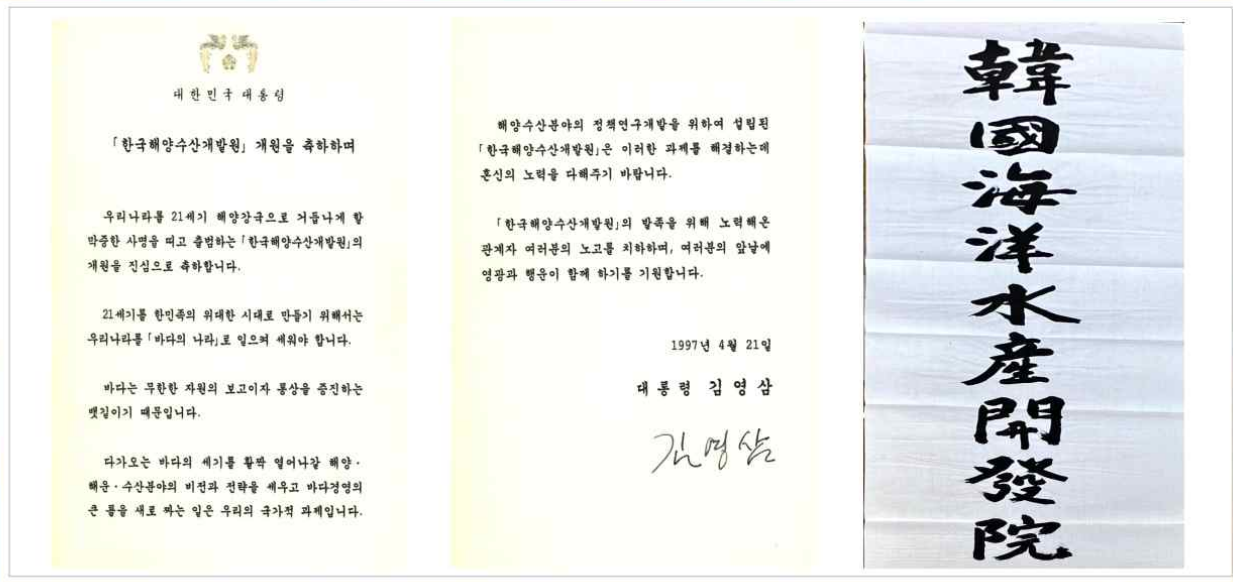 대한민국 대통령
「한국해양수산개발원」 개원을 축하하며
우리나라를 21세기 해양강국으로 거듭나게 할
막중한 사명을 띠고 출범하는 「한국해양수산개발원」의
개원을 진심으로 축하합니다.
21세기를 한민족의 위대한 시대로 만들기 위해서는
우리나라를 「바다의 나라」로 일으켜 세워야 합니다.
바다는 무한한 자원의 보고이자 통상을 증진하는
뱃길이기 때문입니다.
다가오는 바다의 세기를 활짝 열어나갈 해양·
해운·수산분야의 비전과 전략을 세우고 바다경영의
큰 틀을 새로 짜는 일은 우리의 국가적 과제입니다.
해양수산분야의 정책연구개발을 위하여 설립된
「한국해양수산개발원」은 이러한 과제를 해결하는데
혼신의 노력을 다해주기 바랍니다.
「한국해양수산개발원」의 발족을 위해 노력해온
관계자 여러분의 노고를 치하하며, 여러분의 앞날에
영광과 행운이 함께 하기를 기원합니다.
1997년 4월 21일
대통령 김영삼
김영삼
韓國海洋水産開發院